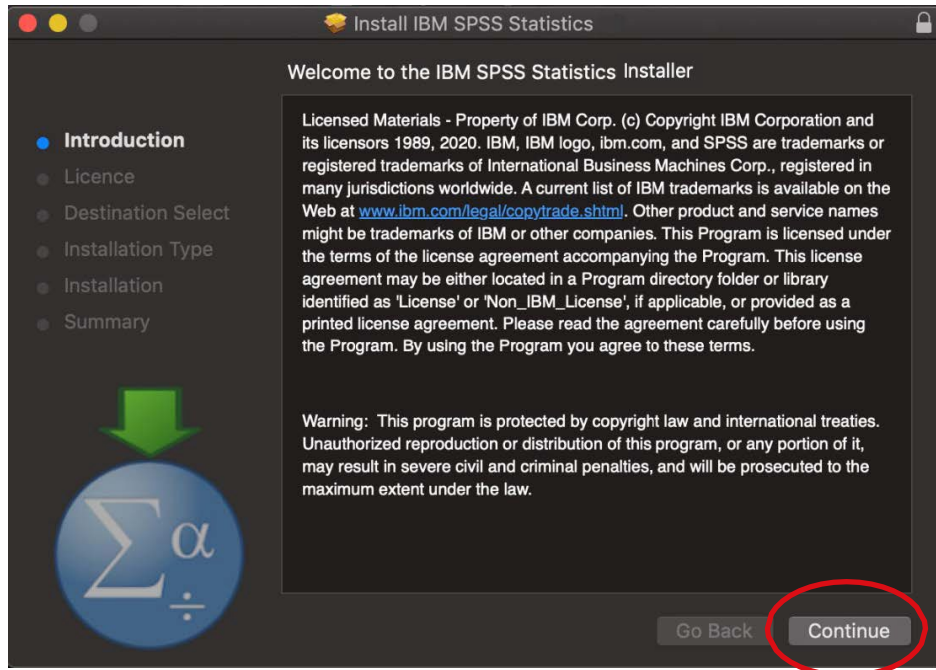 Install IBM SPSS Statistics
Welcome to the IBM SPSS Statistics Installer
Introduction
Licence
Destination Select
Installation Type
Installation
Summary
Licensed Materials - Property of IBM Corp. (c) Copyright IBM Corporation and
its licensors 1989, 2020. IBM, IBM logo, ibm.com, and SPSS are trademarks or
registered trademarks of International Business Machines Corp., registered in
many jurisdictions worldwide. A current list of IBM trademarks is available on the
Web at www.ibm.com/legal/copytrade.shtml. Other product and service names
might be trademarks of IBM or other companies. This Program is licensed under
the terms of the license agreement accompanying the Program. This license
agreement may be either located in a Program directory folder or library
identified as 'License' or 'Non_IBM_License', if applicable, or provided as a
printed license agreement. Please read the agreement carefully before using
the Program. By using the Program you agree to these terms.
Warning: This program is protected by copyright law and international treaties.
Unauthorized reproduction or distribution of this program, or any portion of it,
may result in severe civil and criminal penalties, and will be prosecuted to the
maximum extent under the law.
Σα
÷
Go Back
Continue